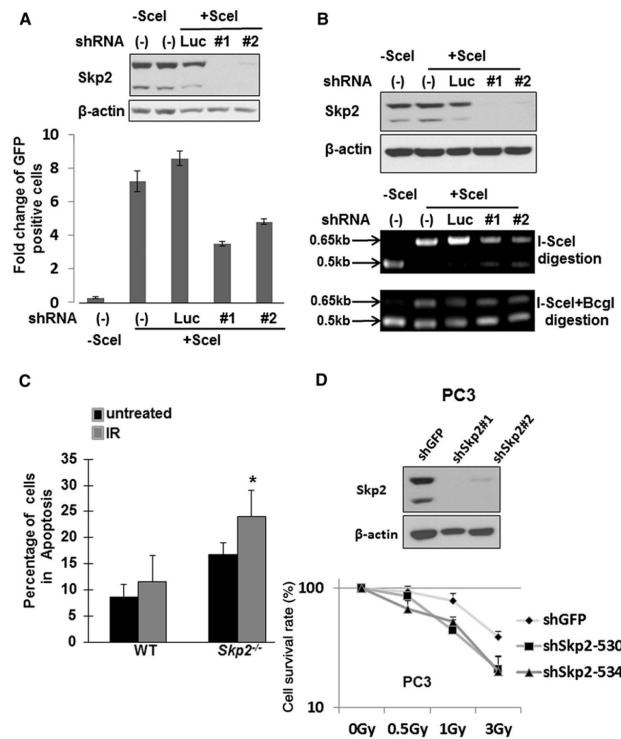 A
-SceI +SceI
shRNA (-) (-) Luc #1 #2
Skp2
β-actin
Fold change of GFP
positive cells
10
8
6
4
2
0
shRNA (-) (-) Luc #1 #2
-SceI +SceI
B
-SceI +SceI
shRNA (-) (-) Luc #1 #2
Skp2
β-actin
-SceI +SceI
shRNA (-) (-) Luc #1 #2
0.65kb
0.5kb
I-SceI
digestion
0.65kb
0.5kb
I-SceI+BcgI
digestion
C
untreated
IR
Percentage of cells
in Apoptosis
40
35
30
25
20
15
10
5
0
*
WT Skp2-/-
D
PC3
shGFP shSkp2#1 shSkp2#2
Skp2
β-actin
Cell survival rate (%)
100
10
PC3
0Gy 0.5Gy 1Gy 3Gy
shGFP
shSkp2-530
shSkp2-534